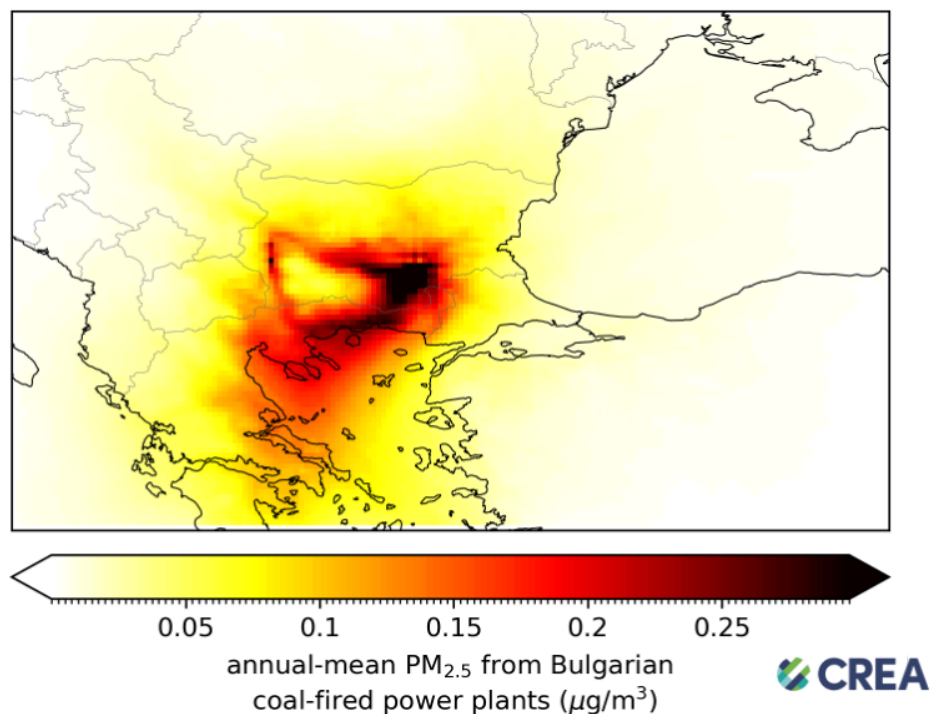 0.05 0.1 0.15 0.2 0.25
annual-mean PM₂.₅ from Bulgarian
coal-fired power plants (μg/m³)
CREA